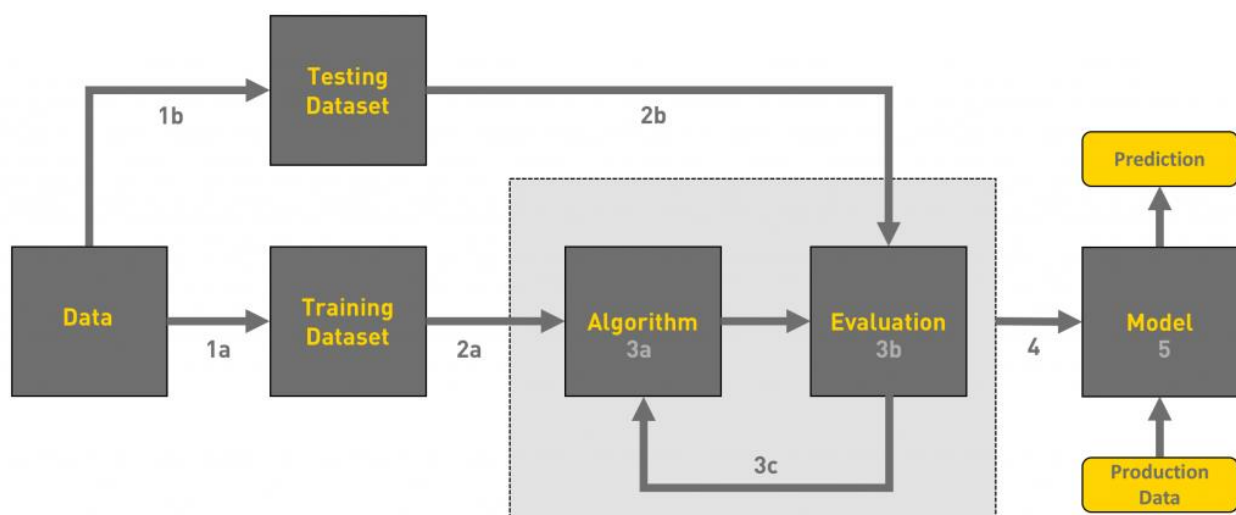 Testing
Dataset
1b
2b
Prediction
Data
1a
Training
Dataset
2a
Algorithm
3a
Evaluation
3b
4
Model
5
3c
Production
Data